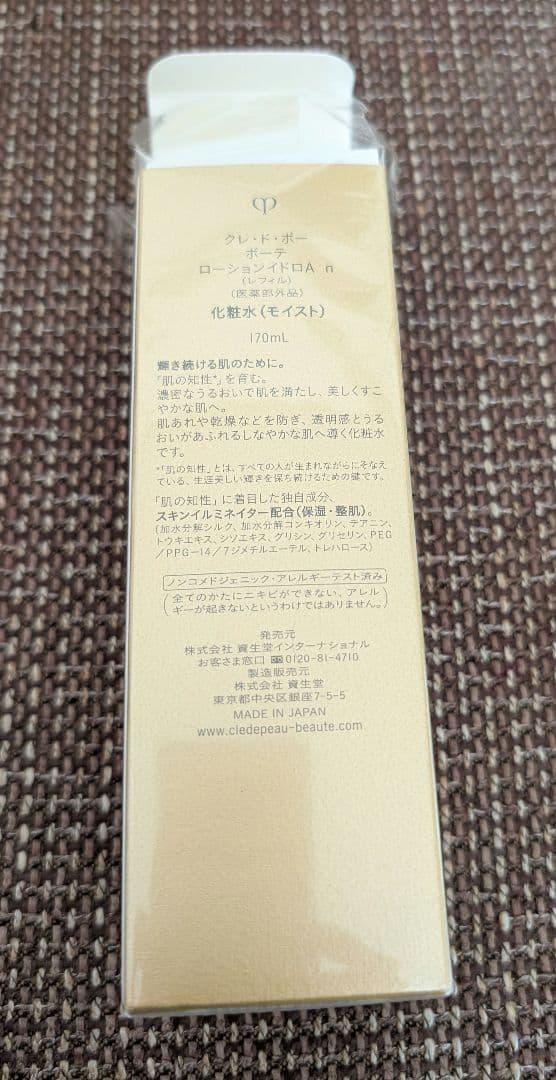 クレ・ド・ポー
ボーテ
ローションイドロA n
(レフィル)
(医薬部外品)
化粧水(モイスト)
170mL
輝き続ける肌のために。
「肌の知性*」を育む。
濃密なうるおいで肌を満たし、美しくすこ
やかな肌へ。
肌あれや乾燥などを防ぎ、透明感とうる
おいがあふれるしなやかな肌へ導く化粧水
です。
*「肌の知性」とは、すべての人が生まれながらにそなえ
ている、生涯美しい輝きを保ち続けるための鍵です。
「肌の知性」に着目した独自成分、
スキンイルミネイター配合(保湿・整肌)。
(加水分解シルク、加水分解コンキオリン、テアニン、
トウキエキス、シソエキス、グリシン、グリセリン、PEG
/PPG-14/7ジメチルエーテル、トレハロース)
ノンコメドジェニック・アレルギーテスト済み
(全てのかたにニキビができない、アレル
ギーが起きないというわけではありません。)
発売元
株式会社 資生堂インターナショナル
お客さま窓口 0120-81-4710
製造販売元
株式会社 資生堂
東京都中央区銀座7-5-5
MADE IN JAPAN
www.cledepeau-beaute.com